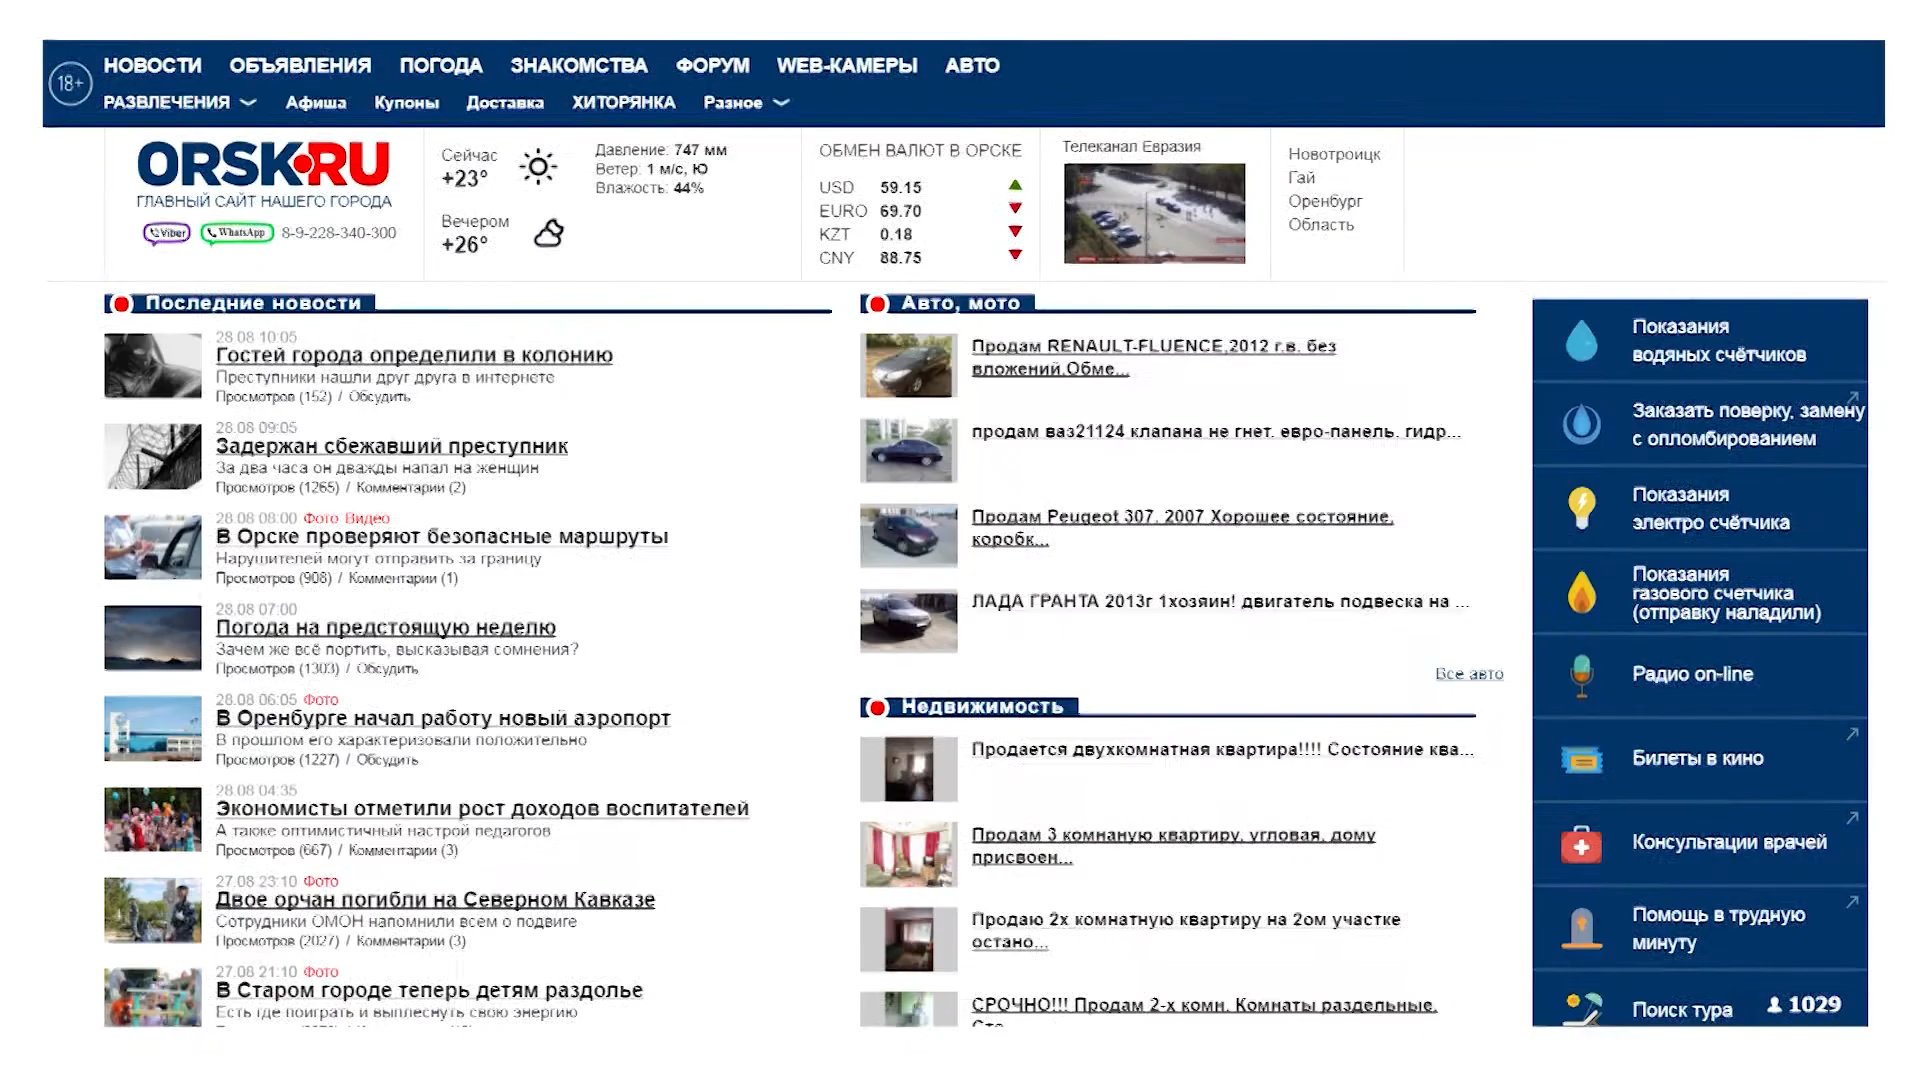 18+
НОВОСТИ ОБЪЯВЛЕНИЯ ПОГОДА ЗНАКОМСТВА ФОРУМ WEB-КАМЕРЫ АВТО
РАЗВЛЕЧЕНИЯ Афиша Купоны Доставка ХИТОРЯНКА Разное
ORSK.RU
ГЛАВНЫЙ САЙТ НАШЕГО ГОРОДА
Viber WhatsApp 8-9-228-340-300
Сейчас
+23°
Вечером
+26°
Давление: 747 мм
Ветер: 1 м/с, Ю
Влажость: 44%
ОБМЕН ВАЛЮТ В ОРСКЕ
USD 59.15
EURO 69.70
KZT 0.18
CNY 88.75
Телеканал Евразия
Новотроицк
Гай
Оренбург
Область
Последние новости
28.08 10:05
Гостей города определили в колонию
Преступники нашли друг друга в интернете
Просмотров (152) / Обсудить
28.08 09:05
Задержан сбежавший преступник
За два часа он дважды напал на женщин
Просмотров (1265) / Комментарии (2)
28.08 08:00 Фото Видео
В Орске проверяют безопасные маршруты
Нарушителей могут отправить за границу
Просмотров (908) / Комментарии (1)
28.08 07:00
Погода на предстоящую неделю
Зачем же всё портить, высказывая сомнения?
Просмотров (1303) / Обсудить
28.08 06:05 Фото
В Оренбурге начал работу новый аэропорт
В прошлом его характеризовали положительно
Просмотров (1227) / Обсудить
28.08 04:35
Экономисты отметили рост доходов воспитателей
А также оптимистичный настрой педагогов
Просмотров (667) / Комментарии (3)
27.08 23:10 Фото
Двое орчан погибли на Северном Кавказе
Сотрудники ОМОН напомнили всем о подвиге
Просмотров (2027) / Комментарии (3)
27.08 21:10 Фото
В Старом городе теперь детям раздолье
Есть где поиграть и выплеснуть свою энергию
Авто, мото
Продам RENAULT-FLUENCE,2012 г.в. без
вложений.Обме...
продам ваз21124 клапана не гнет. евро-панель. гидр...
Продам Peugeot 307, 2007 Хорошее состояние,
коробк...
ЛАДА ГРАНТА 2013г 1хозяин! двигатель подвеска на ...
Все авто
Недвижимость
Продается двухкомнатная квартира!!!! Состояние ква...
Продам 3 комнаную квартиру, угловая, дому
присвоен...
Продаю 2х комнатную квартиру на 2ом участке
остано...
СРОЧНО!!! Продам 2-х комн. Комнаты раздельные.
Показания
водяных счётчиков
Заказать поверку, замену
с опломбированием
Показания
электро счётчика
Показания
газового счетчика
(отправку наладили)
Радио on-line
Билеты в кино
Консультации врачей
Помощь в трудную
минуту
Поиск тура
1029